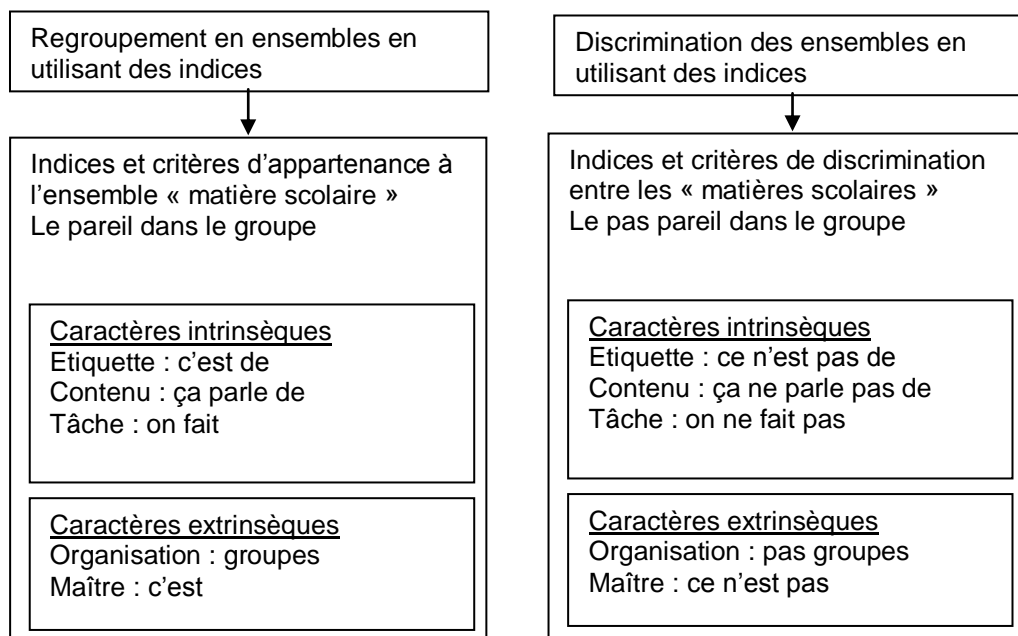 Regroupement en ensembles en
utilisant des indices
Indices et critères d’appartenance à
l’ensemble « matière scolaire »
Le pareil dans le groupe
Caractères intrinsèques
Etiquette : c’est de
Contenu : ça parle de
Tâche : on fait
Caractères extrinsèques
Organisation : groupes
Maître : c’est
Discrimination des ensembles en
utilisant des indices
Indices et critères de discrimination
entre les « matières scolaires »
Le pas pareil dans le groupe
Caractères intrinsèques
Etiquette : ce n’est pas de
Contenu : ça ne parle pas de
Tâche : on ne fait pas
Caractères extrinsèques
Organisation : pas groupes
Maître : ce n’est pas